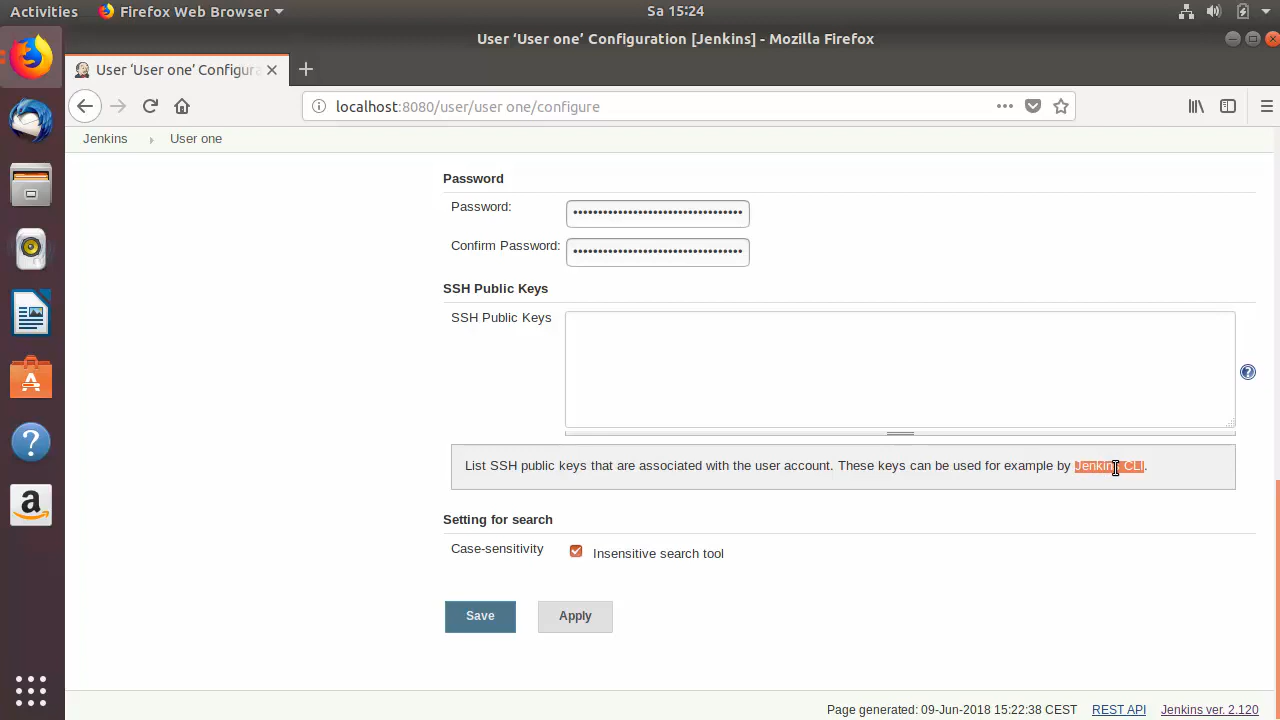 Activities Firefox Web Browser Sa 15:24
User ‘User one’ Configuration [Jenkins] - Mozilla Firefox
User ‘User one’ Configura
localhost:8080/user/user one/configure
Jenkins User one
Password
Password: ••••••••••••••••••••••••••••••••••
Confirm Password: ••••••••••••••••••••••••••••••••••
SSH Public Keys
SSH Public Keys
List SSH public keys that are associated with the user account. These keys can be used for example by Jenkins CLI.
Setting for search
Case-sensitivity Insensitive search tool
Save Apply
Page generated: 09-Jun-2018 15:22:38 CEST REST API Jenkins ver. 2.120